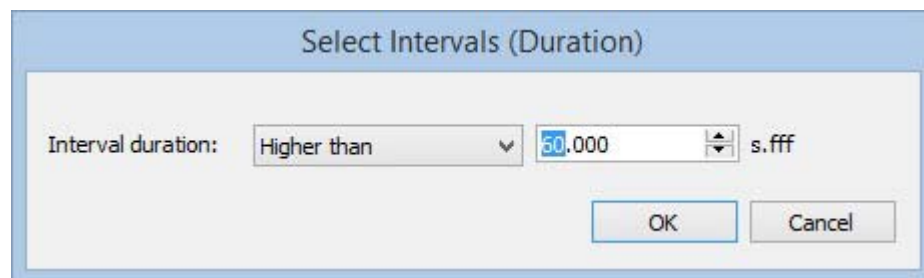 Select Intervals (Duration)
Interval duration: Higher than 60.000 s.fff
OK Cancel